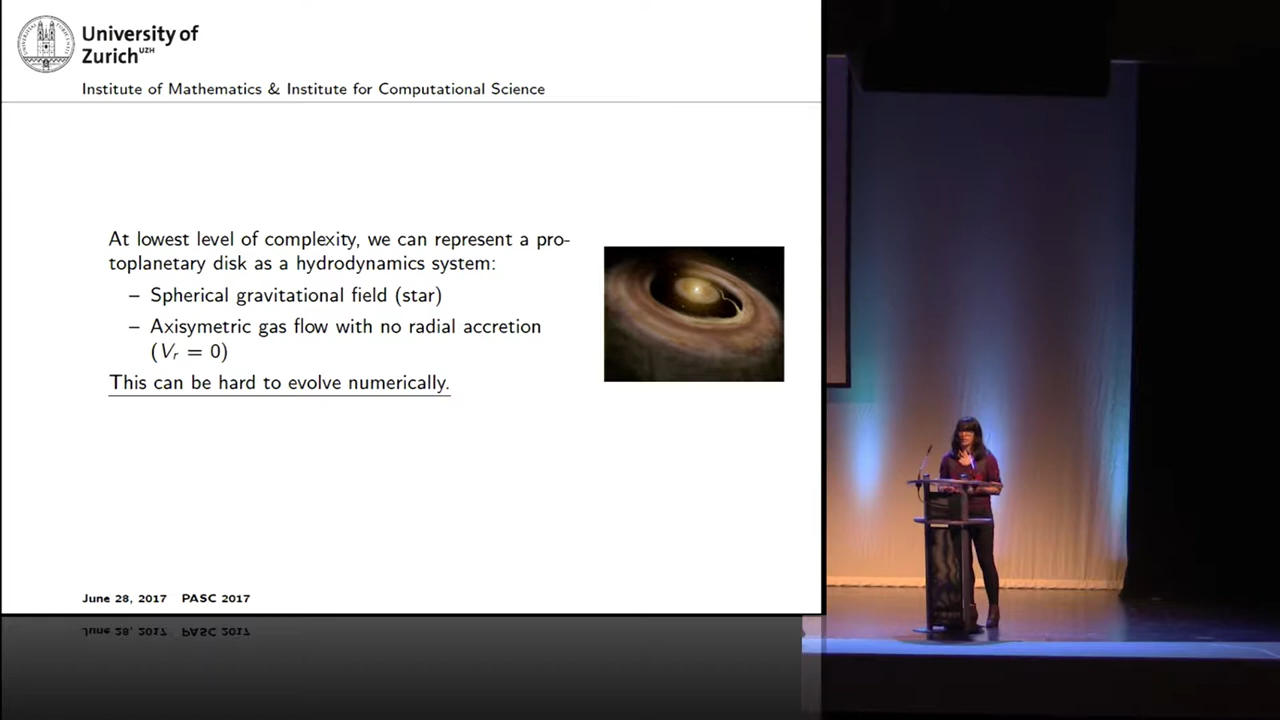 University of
Zurich UZH
Institute of Mathematics & Institute for Computational Science
At lowest level of complexity, we can represent a pro-
toplanetary disk as a hydrodynamics system:
– Spherical gravitational field (star)
– Axisymetric gas flow with no radial accretion
(Vr = 0)
This can be hard to evolve numerically.
June 28, 2017 PASC 2017